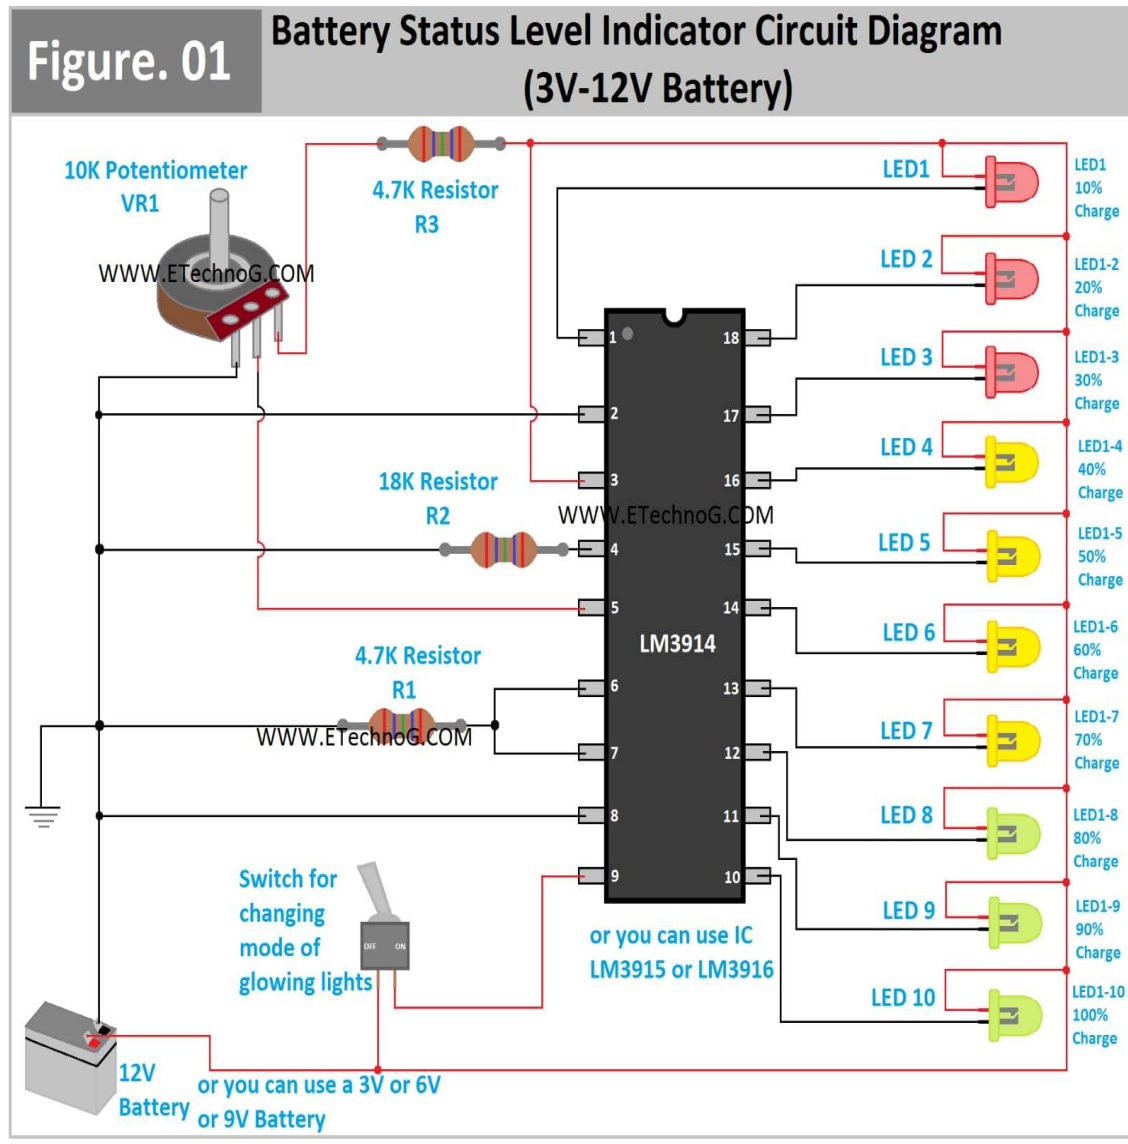 Figure. 01
Battery Status Level Indicator Circuit Diagram
(3V-12V Battery)
10K Potentiometer
VR1
WWW.ETechnoG.COM
4.7K Resistor
R3
18K Resistor
R2
4.7K Resistor
R1
WWW.ETechnoG.COM
WWW.ETechnoG.COM
LM3914
1
2
3
4
5
6
7
8
9
18
17
16
15
14
13
12
11
10
or you can use IC
LM3915 or LM3916
Switch for
changing
mode of
glowing lights
OFF ON
12V
Battery
or you can use a 3V or 6V
or 9V Battery
LED1
LED1
10%
Charge
LED 2
LED1-2
20%
Charge
LED 3
LED1-3
30%
Charge
LED 4
LED1-4
40%
Charge
LED 5
LED1-5
50%
Charge
LED 6
LED1-6
60%
Charge
LED 7
LED1-7
70%
Charge
LED 8
LED1-8
80%
Charge
LED 9
LED1-9
90%
Charge
LED 10
LED1-10
100%
Charge